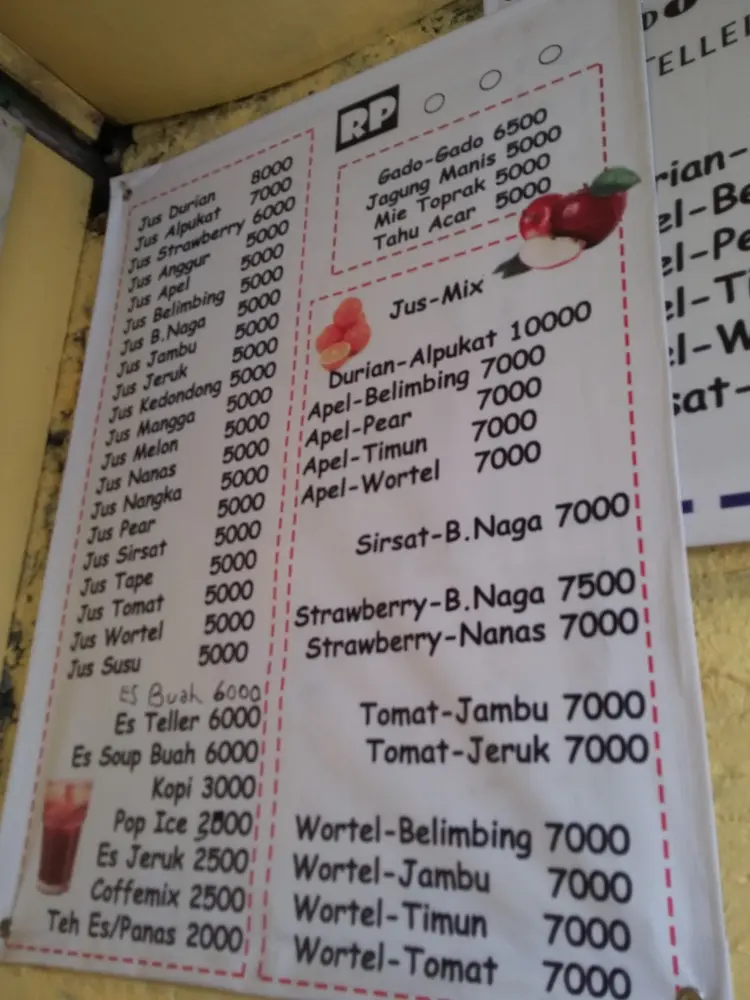 RP
Jus Durian 8000
Jus Alpukat 7000
Jus Strawberry 6000
Jus Anggur 5000
Jus Apel 5000
Jus Belimbing 5000
Jus B.Naga 5000
Jus Jambu 5000
Jus Jeruk 5000
Jus Kedondong 5000
Jus Mangga 5000
Jus Melon 5000
Jus Nanas 5000
Jus Nangka 5000
Jus Pear 5000
Jus Sirsat 5000
Jus Tape 5000
Jus Tomat 5000
Jus Wortel 5000
Jus Susu 5000
Es Buah 6000
Es Teller 6000
Es Soup Buah 6000
Kopi 3000
Pop Ice
Es Jeruk 2500
Coffemix 2500
Teh Es/Panas 2000
Gado-Gado 6500
Jagung Manis 5000
Mie Toprak 5000
Tahu Acar 5000
Jus-Mix
Durian-Alpukat 10000
Apel-Belimbing 7000
Apel-Pear 7000
Apel-Timun 7000
Apel-Wortel 7000
Sirsat-B.Naga 7000
Strawberry-B.Naga 7500
Strawberry-Nanas 7000
Tomat-Jambu 7000
Tomat-Jeruk 7000
Wortel-Belimbing 7000
Wortel-Jambu 7000
Wortel-Timun 7000
Wortel-Tomat 7000